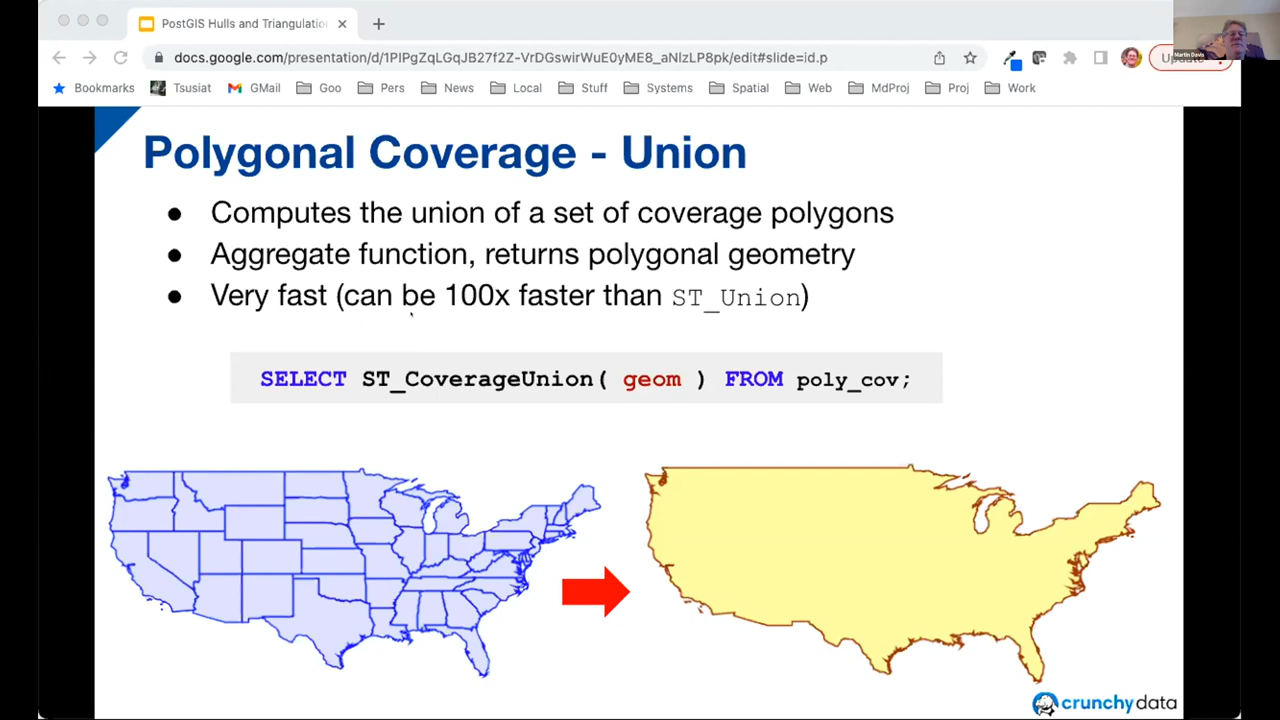 PostGIS Hulls and Triangulatio
docs.google.com/presentation/d/1PlPgZqLGqJB27f2Z-VrDGswirWuE0yME8_aNlzLP8pk/edit#slide=id.p
Martin Davis
Update
Bookmarks Tsusiat GMail Goo Pers News Local Stuff Systems Spatial Web MdProj Proj Work
Polygonal Coverage - Union
● Computes the union of a set of coverage polygons
● Aggregate function, returns polygonal geometry
● Very fast (can be 100x faster than ST_Union)
SELECT ST_CoverageUnion( geom ) FROM poly_cov;
crunchydata